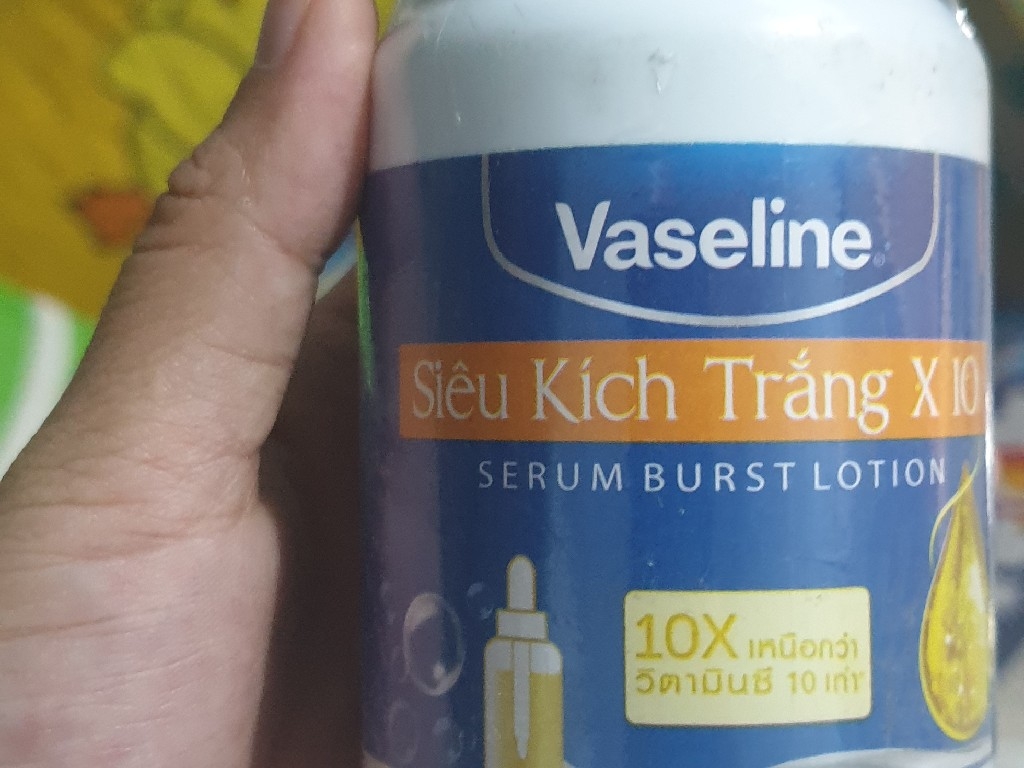 Vaseline
Siêu Kích Trắng X 10
SERUM BURST LOTION
10X เหนือกว่า
วิตามินซี 10 เท่า*